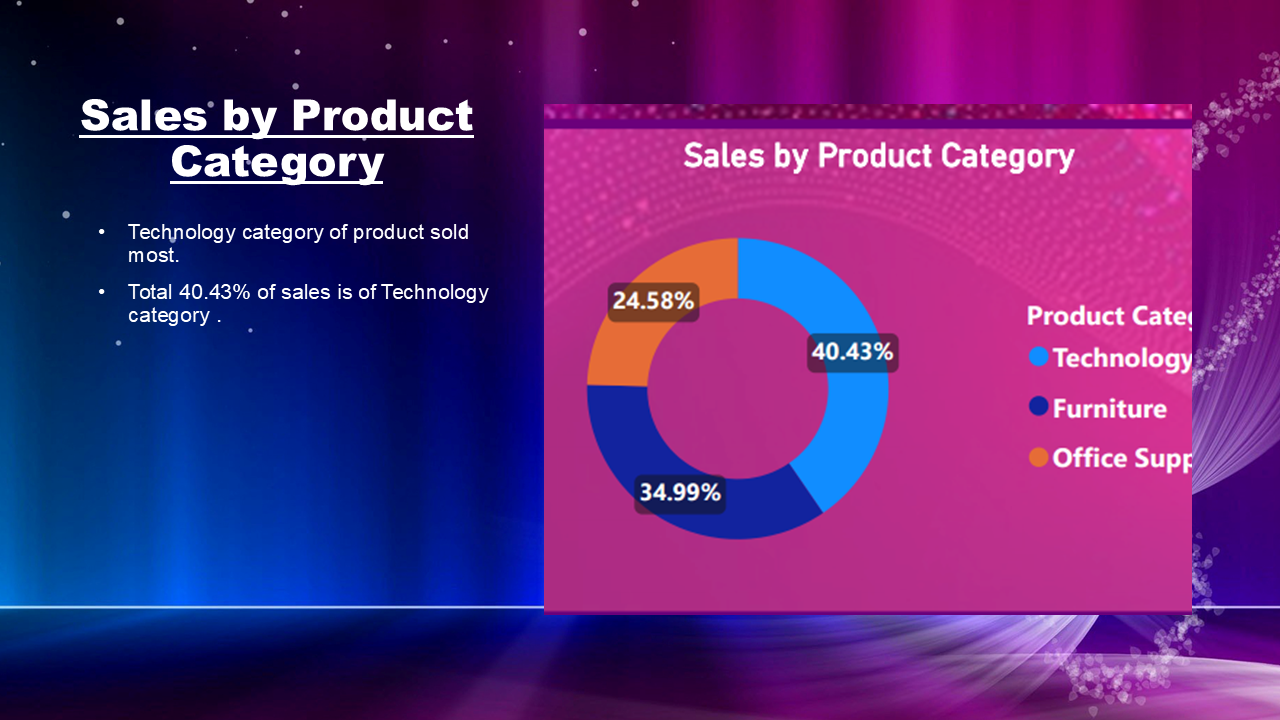 Sales by Product
Category
• Technology category of product sold
most.
• Total 40.43% of sales is of Technology
category .
Sales by Product Category
24.58%
40.43%
34.99%
Product Categ
Technology
Furniture
Office Supp